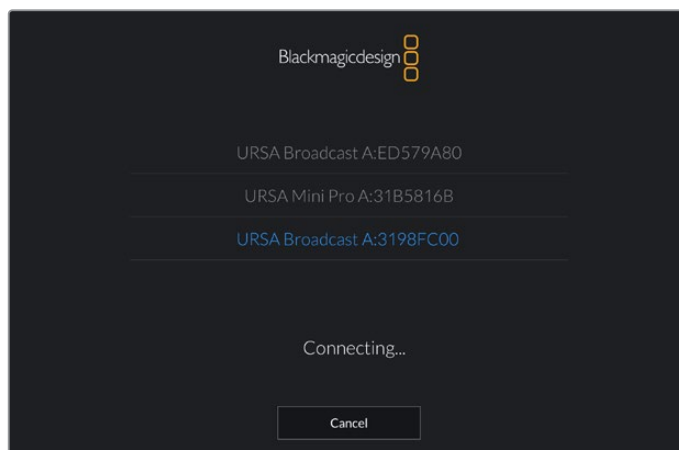 Blackmagicdesign
URSA Broadcast A:ED579A80
URSA Mini Pro A:31B5816B
URSA Broadcast A:3198FC00
Connecting...
Cancel